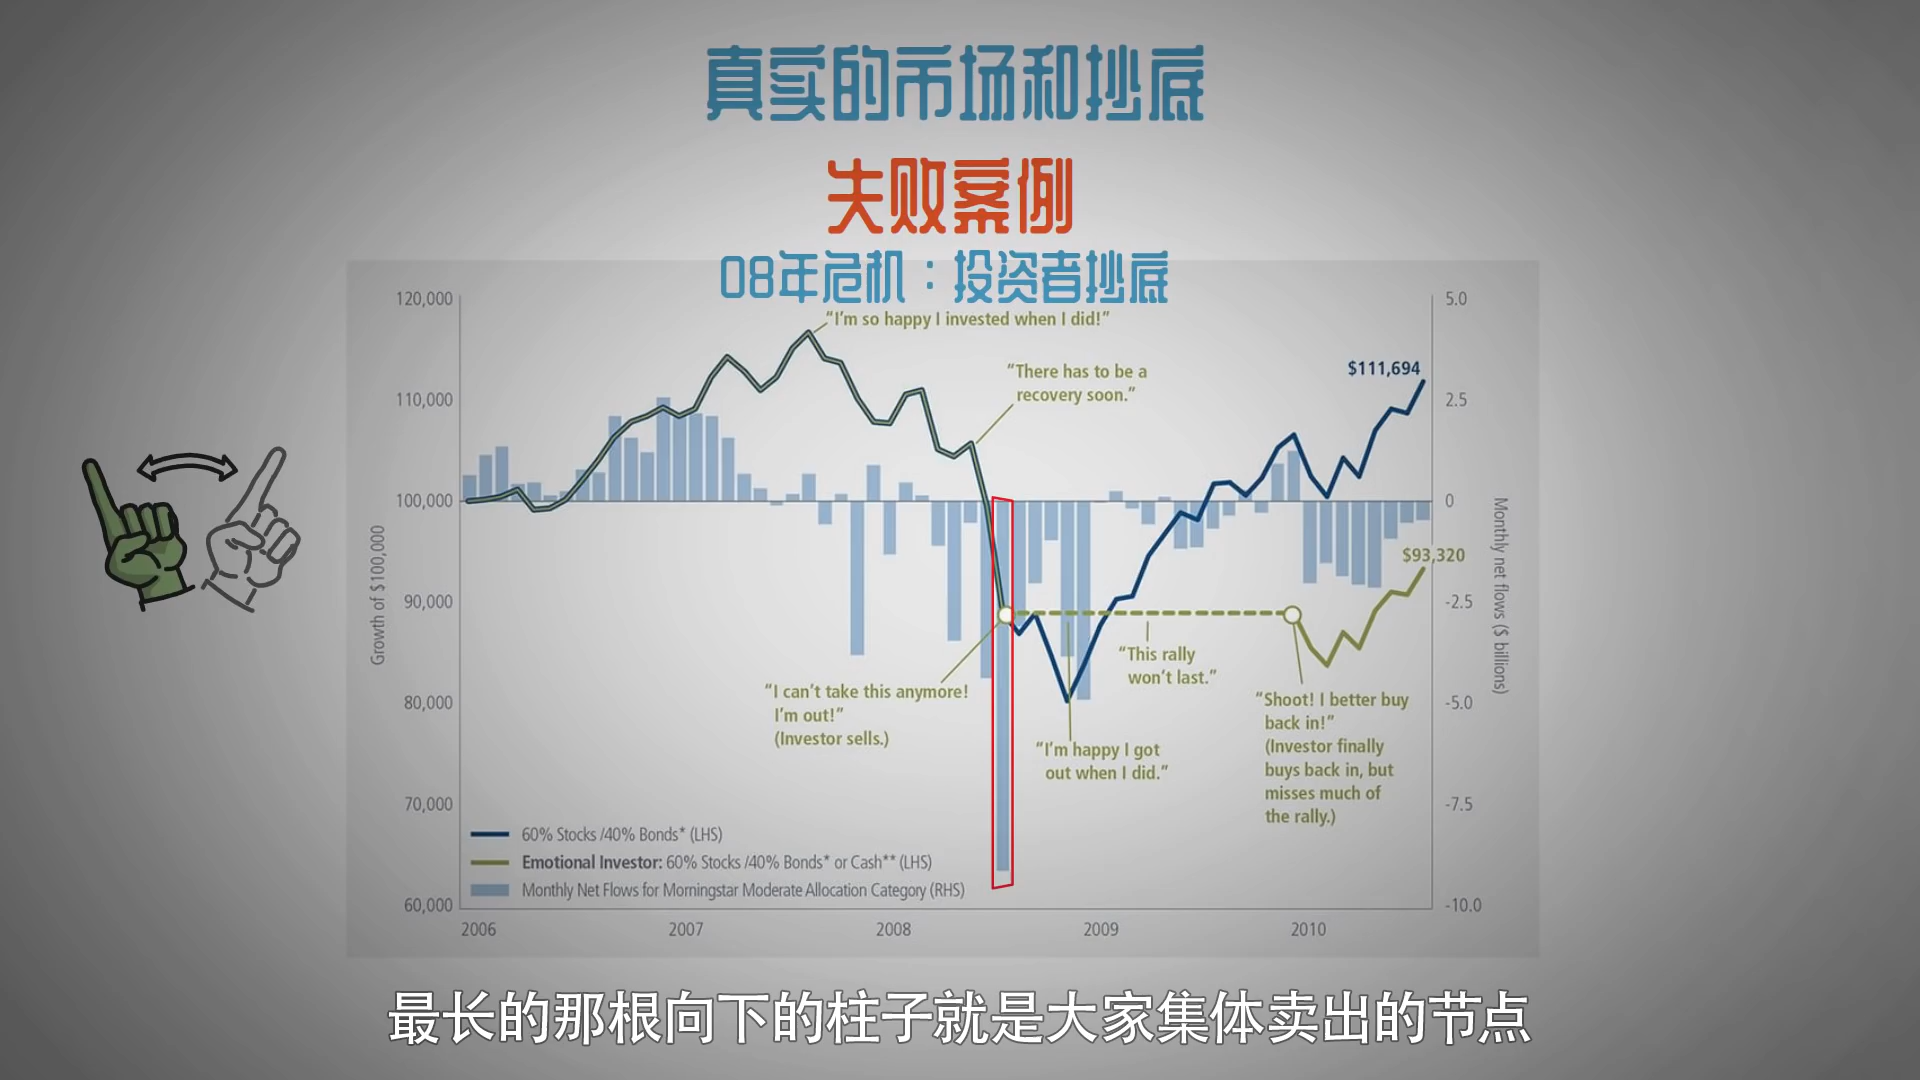 真实的市场和抄底
失败案例
08年危机：投资者抄底
120,000
110,000
100,000
90,000
80,000
70,000
60,000
Growth of $100,000
5.0
2.5
0
-2.5
-5.0
-7.5
-10.0
Monthly net flows ($ billions)
“I’m so happy I invested when I did!”
“There has to be a
recovery soon.”
$111,694
$93,320
“I can’t take this anymore!
I’m out!”
(Investor sells.)
“This rally
won’t last.”
“I’m happy I got
out when I did.”
“Shoot! I better buy
back in!”
(Investor finally
buys back in, but
misses much of
the rally.)
60% Stocks /40% Bonds* (LHS)
Emotional Investor: 60% Stocks /40% Bonds* or Cash** (LHS)
Monthly Net Flows for Morningstar Moderate Allocation Category (RHS)
2006
2007
2008
2009
2010
最长的那根向下的柱子就是大家集体卖出的节点